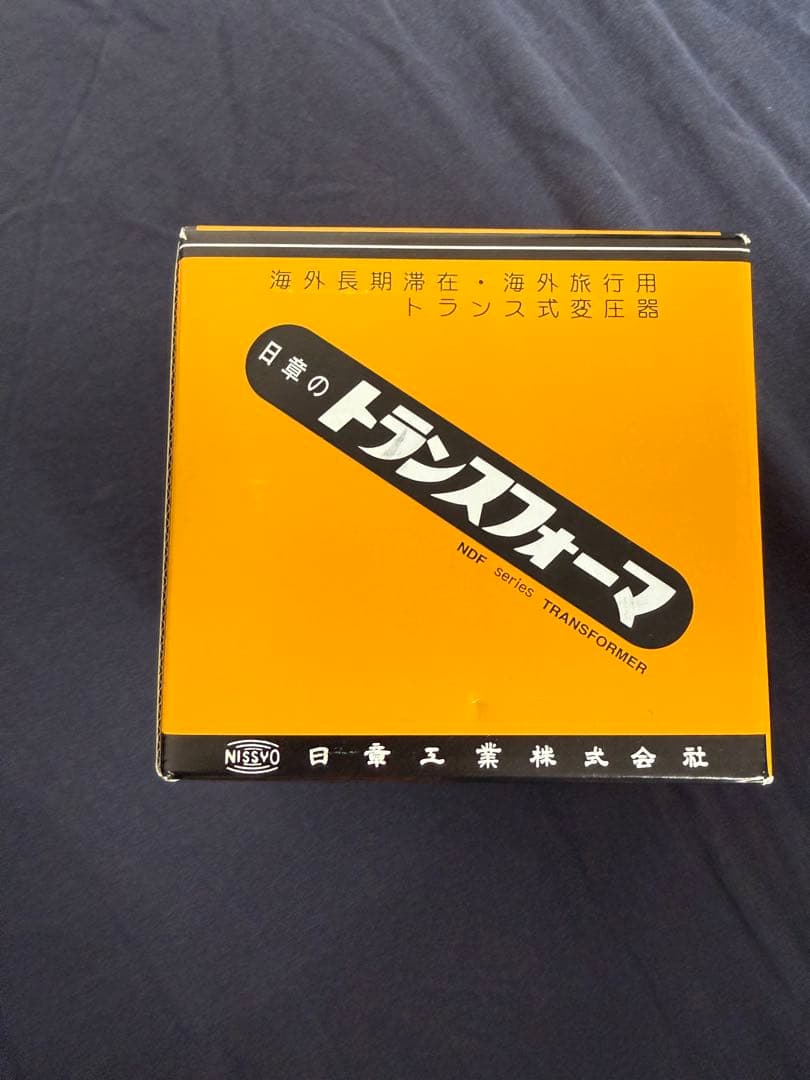 海外長期滞在・海外旅行用
トランス式変圧器
日章の トランスフォーマ
NDF series TRANSFORMER
NISSYO 日章工業株式会社